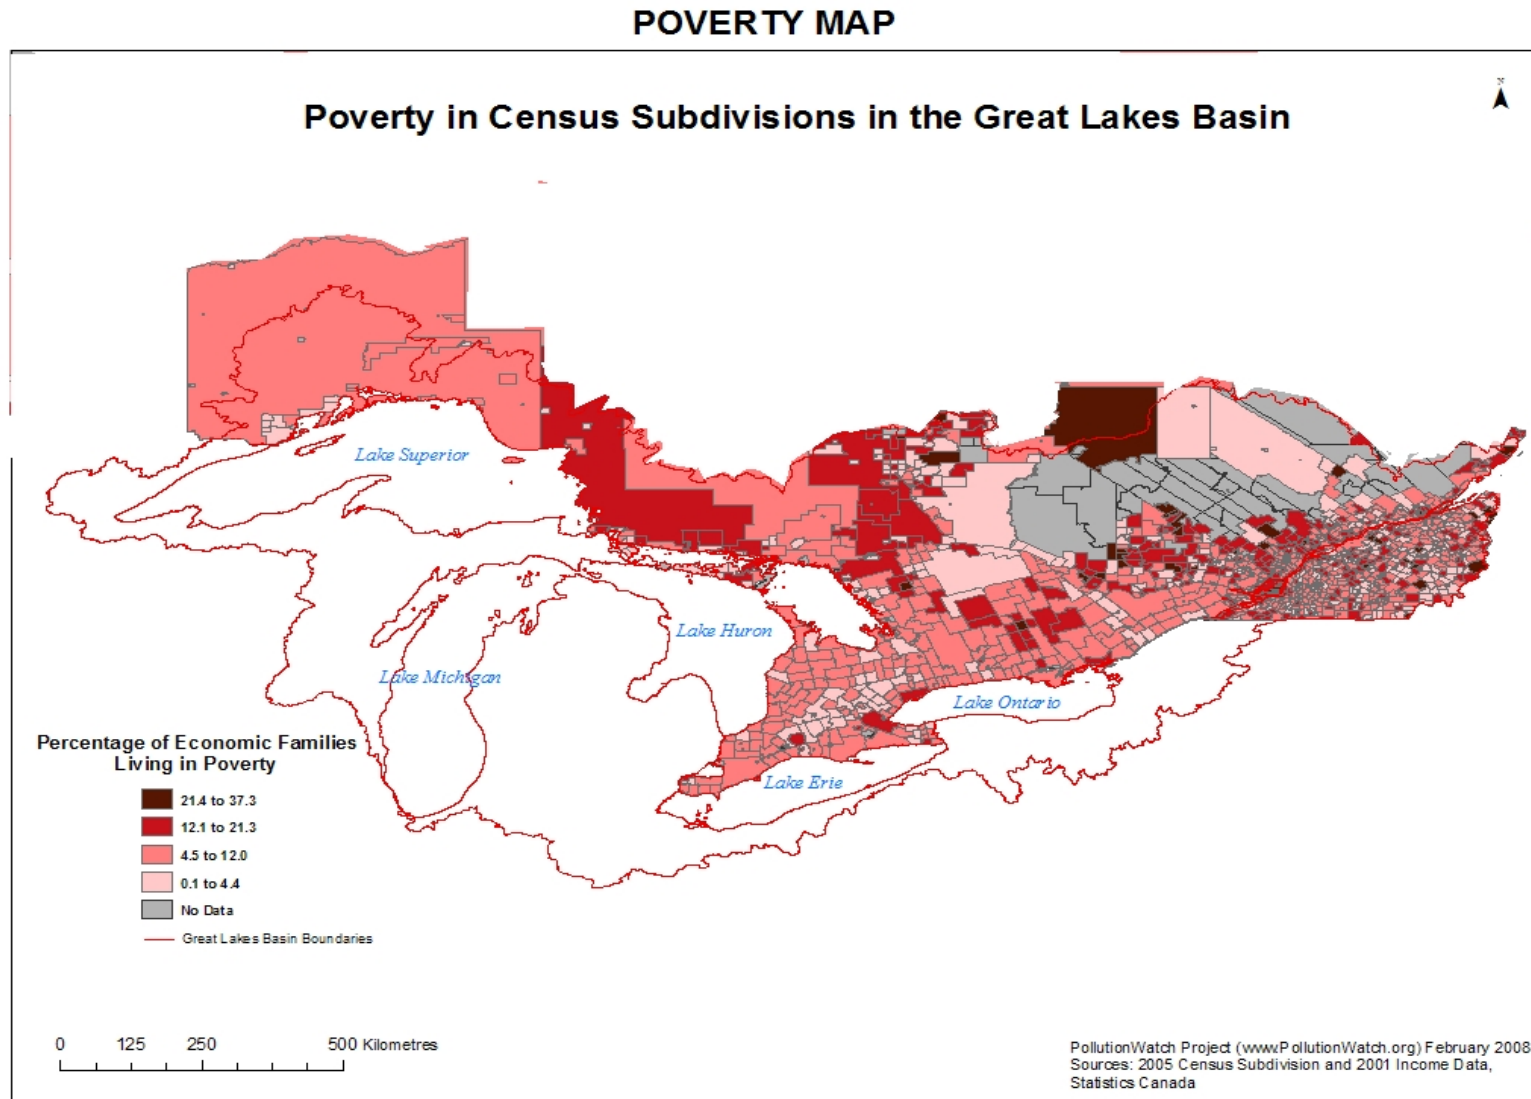 POVERTY MAP
Poverty in Census Subdivisions in the Great Lakes Basin
N
Lake Superior
Lake Huron
Lake Michigan
Lake Ontario
Lake Erie
Percentage of Economic Families
Living in Poverty
21.4 to 37.3
12.1 to 21.3
4.5 to 12.0
0.1 to 4.4
No Data
Great Lakes Basin Boundaries
0 125 250 500 Kilometres
PollutionWatch Project (www.PollutionWatch.org) February 2008
Sources: 2005 Census Subdivision and 2001 Income Data,
Statistics Canada